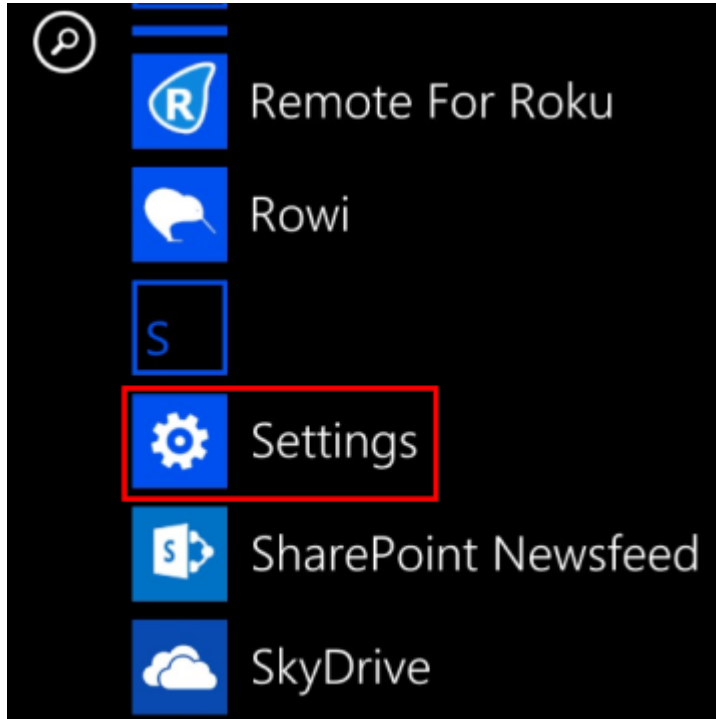 R
Remote For Roku
Rowi
S
Settings
S
SharePoint Newsfeed
SkyDrive